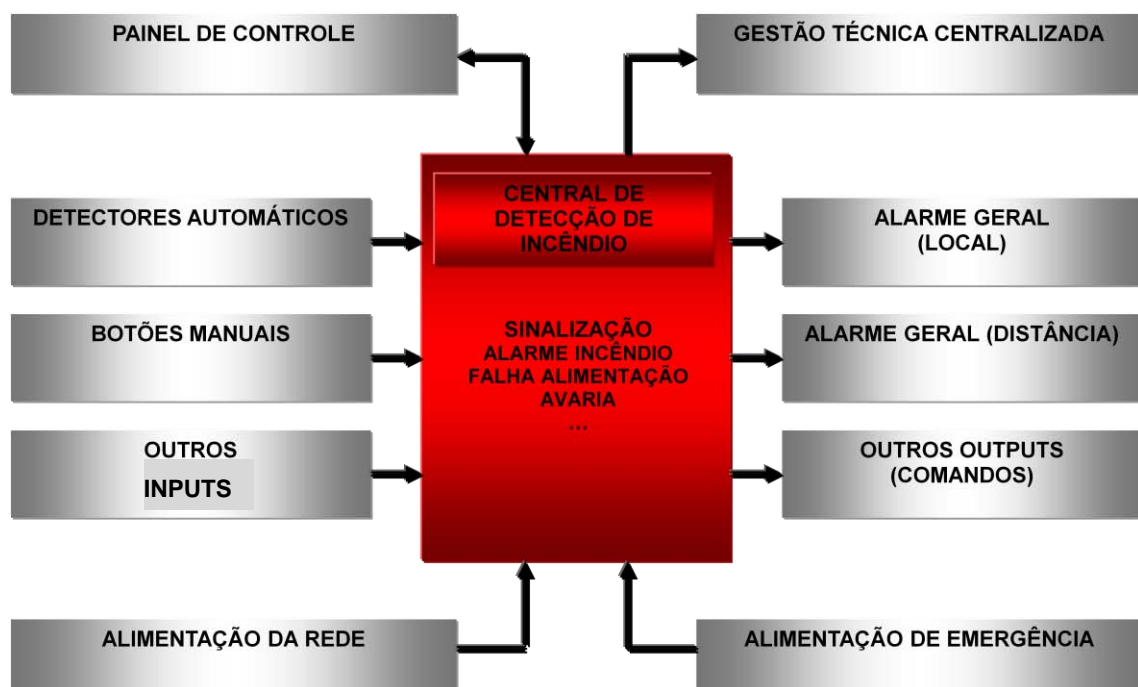 PAINEL DE CONTROLE
GESTÃO TÉCNICA CENTRALIZADA
CENTRAL DE
DETECÇÃO DE
INCÊNDIO
DETECTORES AUTOMÁTICOS
ALARME GERAL
(LOCAL)
BOTÕES MANUAIS
SINALIZAÇÃO
ALARME INCÊNDIO
FALHA ALIMENTAÇÃO
AVARIA
...
ALARME GERAL (DISTÂNCIA)
OUTROS
INPUTS
OUTROS OUTPUTS
(COMANDOS)
ALIMENTAÇÃO DA REDE
ALIMENTAÇÃO DE EMERGÊNCIA